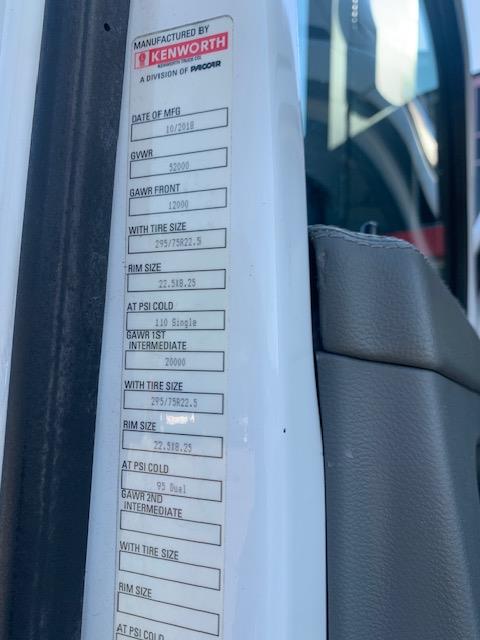 MANUFACTURED BY
KENWORTH
KENWORTH TRUCK CO.
A DIVISION OF PACCAR
DATE OF MFG
10/2018
GVWR
52000
GAWR FRONT
12000
WITH TIRE SIZE
295/75R22.5
RIM SIZE
22.5X8.25
AT PSI COLD
110 Single
GAWR 1ST
INTERMEDIATE
20000
WITH TIRE SIZE
295/75R22.5
RIM SIZE
22.5X8.25
AT PSI COLD
95 Dual
GAWR 2ND
INTERMEDIATE
WITH TIRE SIZE
RIM SIZE
AT PSI COLD